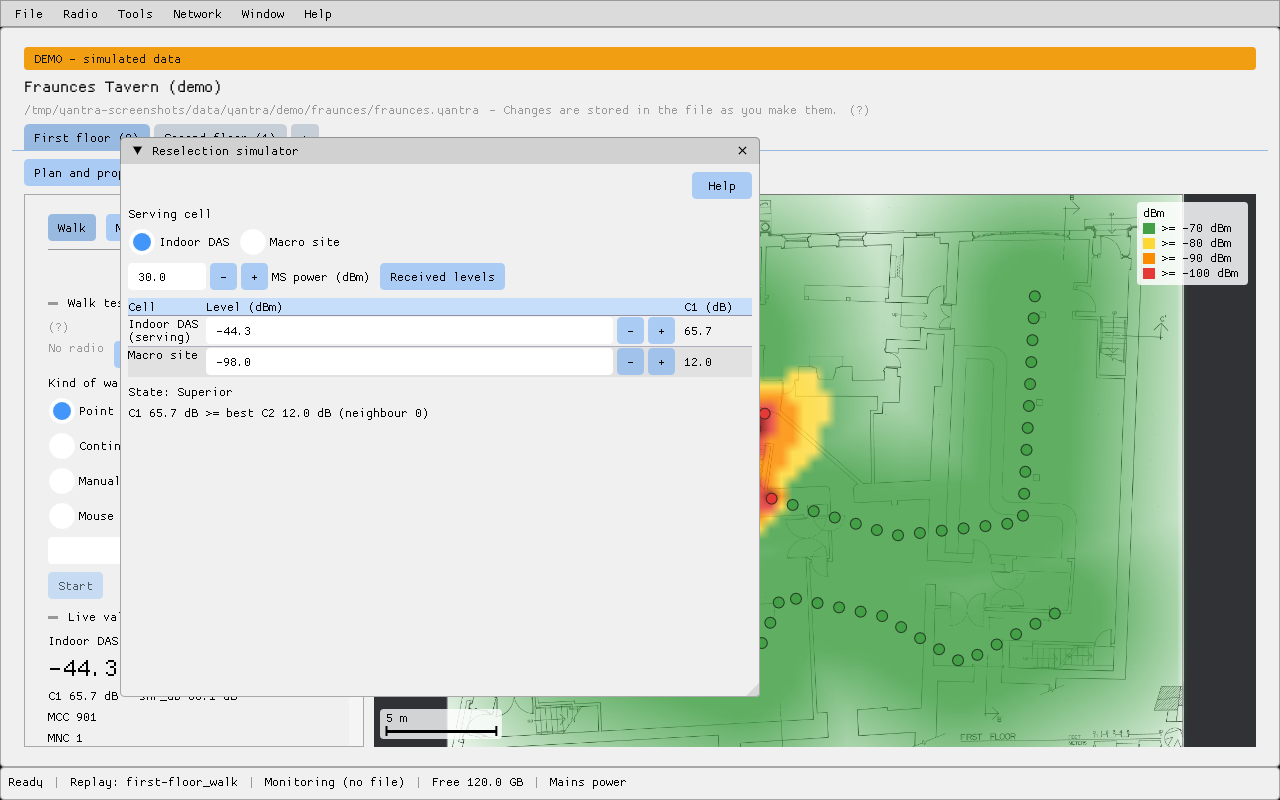 File Radio Tools Network Window Help
DEMO - simulated data
Fraunces Tavern (demo)
/tmp/yantra-screenshots/data/yantra/demo/fraunces/fraunces.yantra - Changes are stored in the file as you make them. (?)
First floor
Plan and
Reselection simulator
Help
Serving cell
Indoor DAS Macro site
30.0 - + MS power (dBm) Received levels
Cell Level (dBm) C1 (dB)
Indoor DAS (serving) -44.3 - + 65.7
Macro site -98.0 - + 12.0
State: Superior
C1 65.7 dB >= best C2 12.0 dB (neighbour 0)
Walk
Walk
(?)
No radio
Kind of
Point
Manual
Mouse
Start
Live
Indoor DAS
-44.3
C1 65.7 dB
MCC 901
MNC 1
dBm
>= -70 dBm
>= -80 dBm
>= -90 dBm
>= -100 dBm
5 m
FIRST FLOOR
Ready | Replay: first-floor_walk | Monitoring (no file) | Free 120.0 GB | Mains power